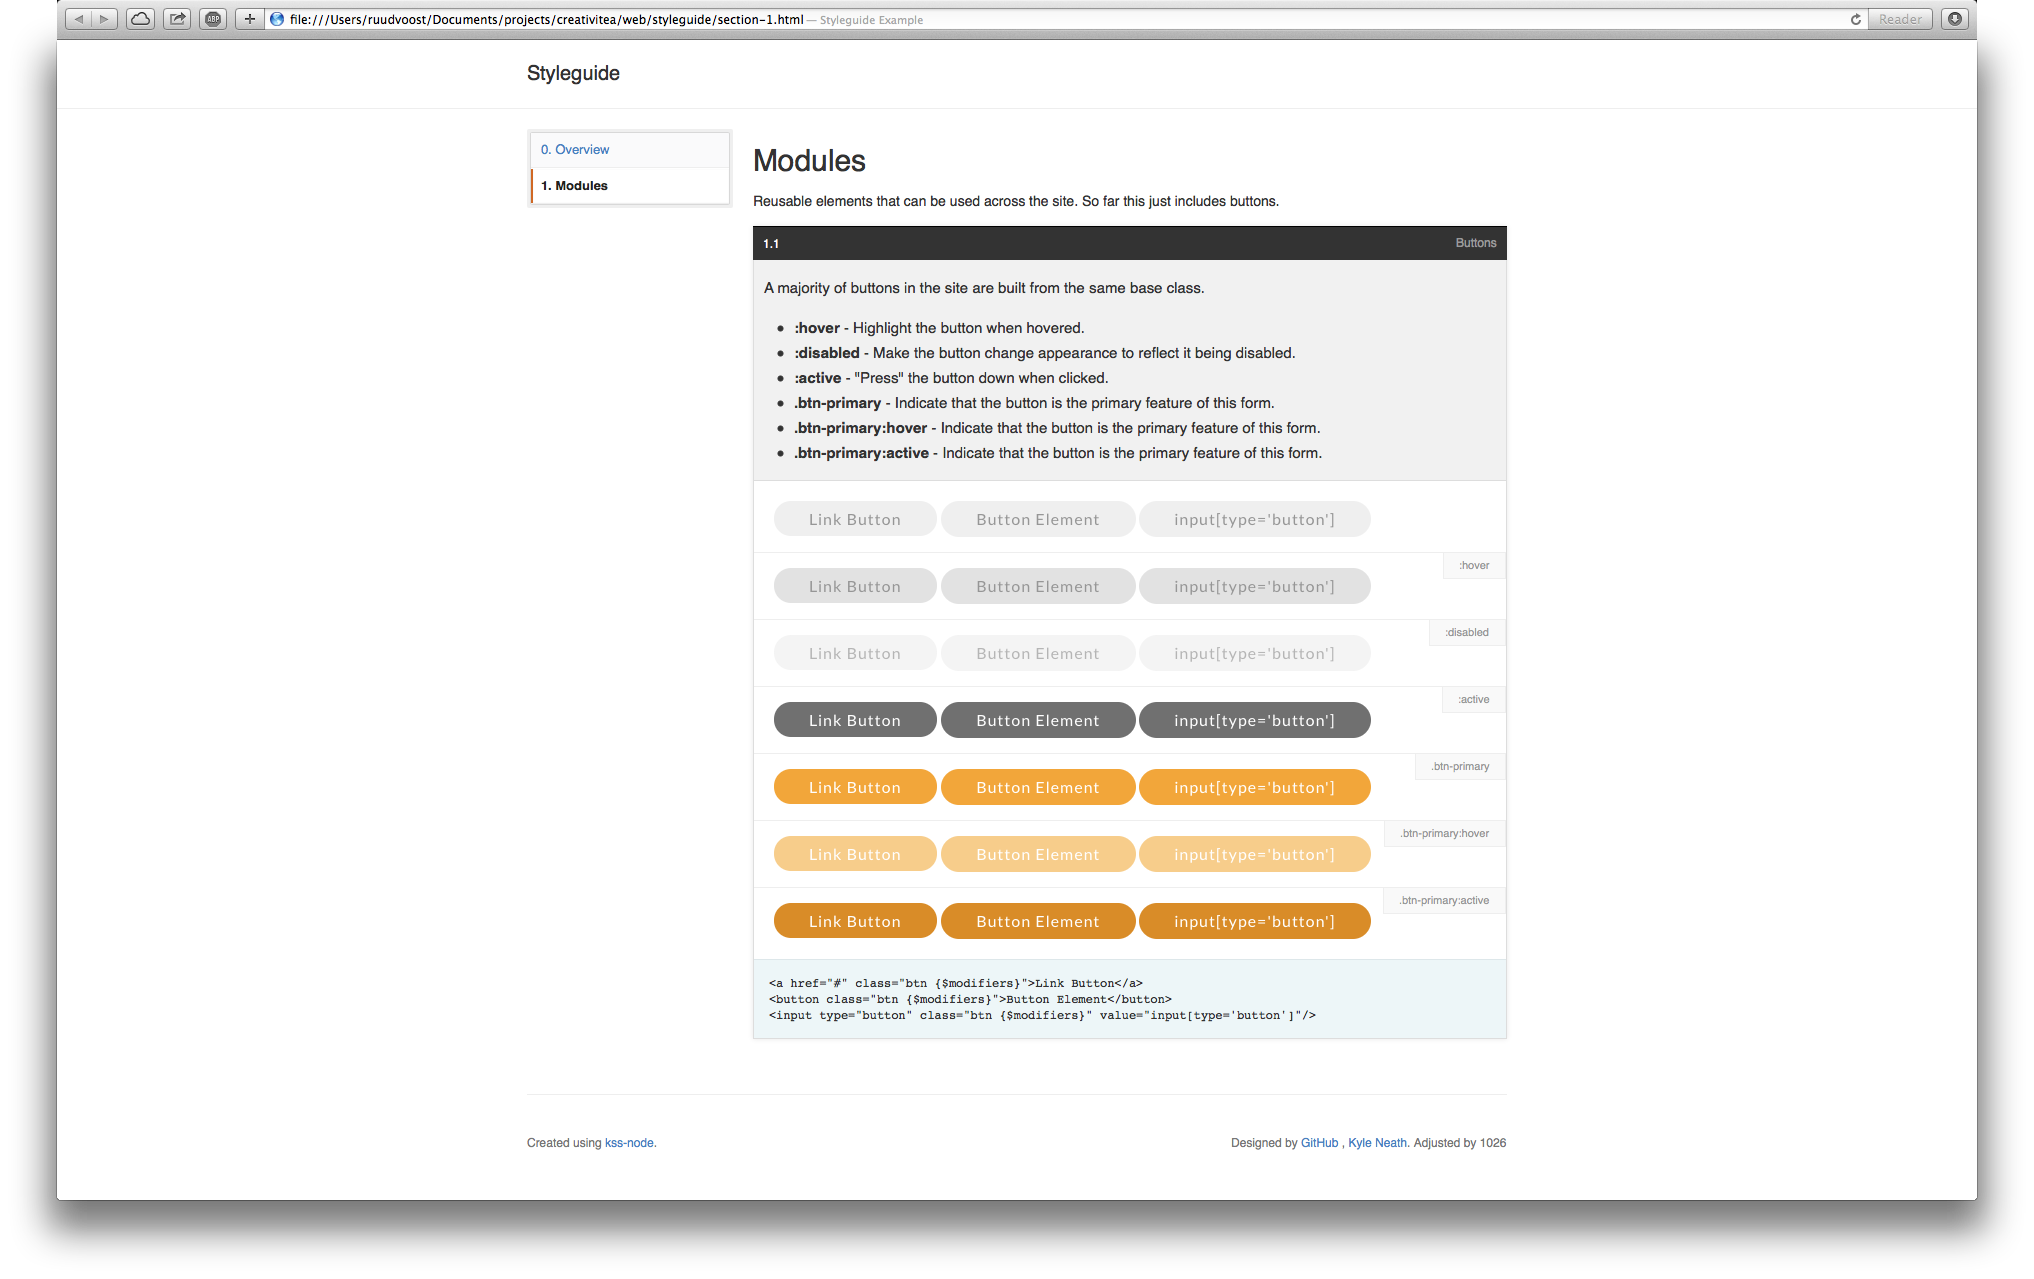 file:///Users/ruudvoost/Documents/projects/creativitea/web/styleguide/section-1.html — Styleguide Example
Reader
ABP
Styleguide
0. Overview
1. Modules
Modules
Reusable elements that can be used across the site. So far this just includes buttons.
1.1 Buttons
A majority of buttons in the site are built from the same base class.
• :hover - Highlight the button when hovered.
• :disabled - Make the button change appearance to reflect it being disabled.
• :active - "Press" the button down when clicked.
• .btn-primary - Indicate that the button is the primary feature of this form.
• .btn-primary:hover - Indicate that the button is the primary feature of this form.
• .btn-primary:active - Indicate that the button is the primary feature of this form.
Link Button Button Element input[type='button']
:hover
Link Button Button Element input[type='button']
:disabled
Link Button Button Element input[type='button']
:active
Link Button Button Element input[type='button']
.btn-primary
Link Button Button Element input[type='button']
.btn-primary:hover
Link Button Button Element input[type='button']
.btn-primary:active
Link Button Button Element input[type='button']
<a href="#" class="btn {$modifiers}">Link Button</a>
<button class="btn {$modifiers}">Button Element</button>
<input type="button" class="btn {$modifiers}" value="input[type='button']"/>
Created using kss-node.
Designed by GitHub , Kyle Neath. Adjusted by 1026